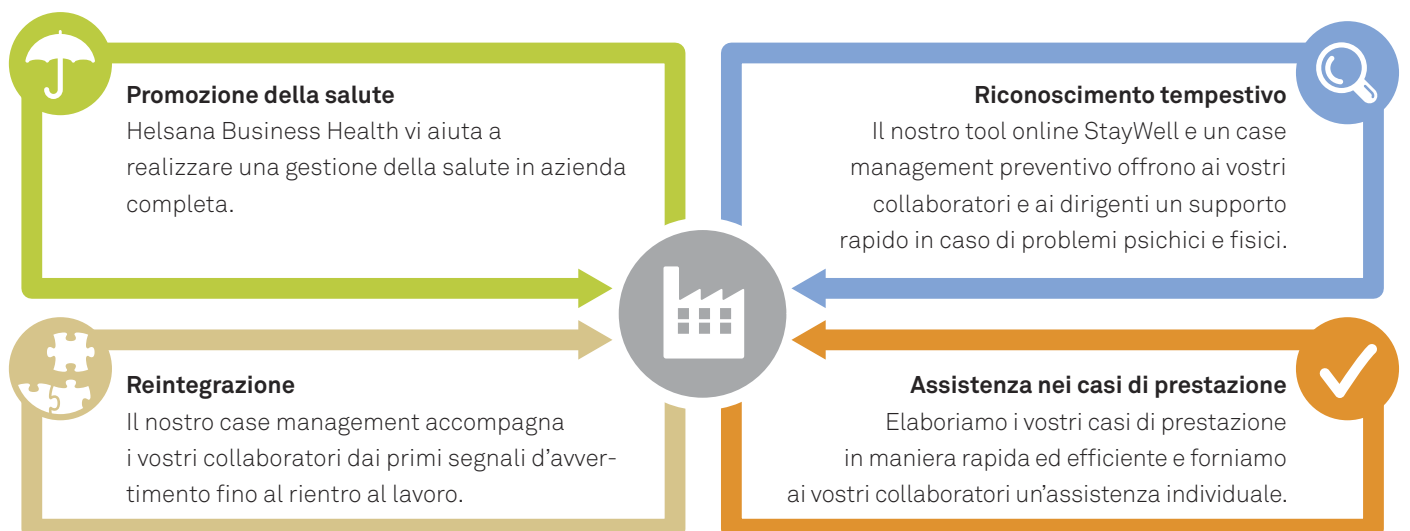 Promozione della salute
Helsana Business Health vi aiuta a
realizzare una gestione della salute in azienda
completa.
Riconoscimento tempestivo
Il nostro tool online StayWell e un case
management preventivo offrono ai vostri
collaboratori e ai dirigenti un supporto
rapido in caso di problemi psichici e fisici.
Reintegrazione
Il nostro case management accompagna
i vostri collaboratori dai primi segnali d’avver-
timento fino al rientro al lavoro.
Assistenza nei casi di prestazione
Elaboriamo i vostri casi di prestazione
in maniera rapida ed efficiente e forniamo
ai vostri collaboratori un’assistenza individuale.